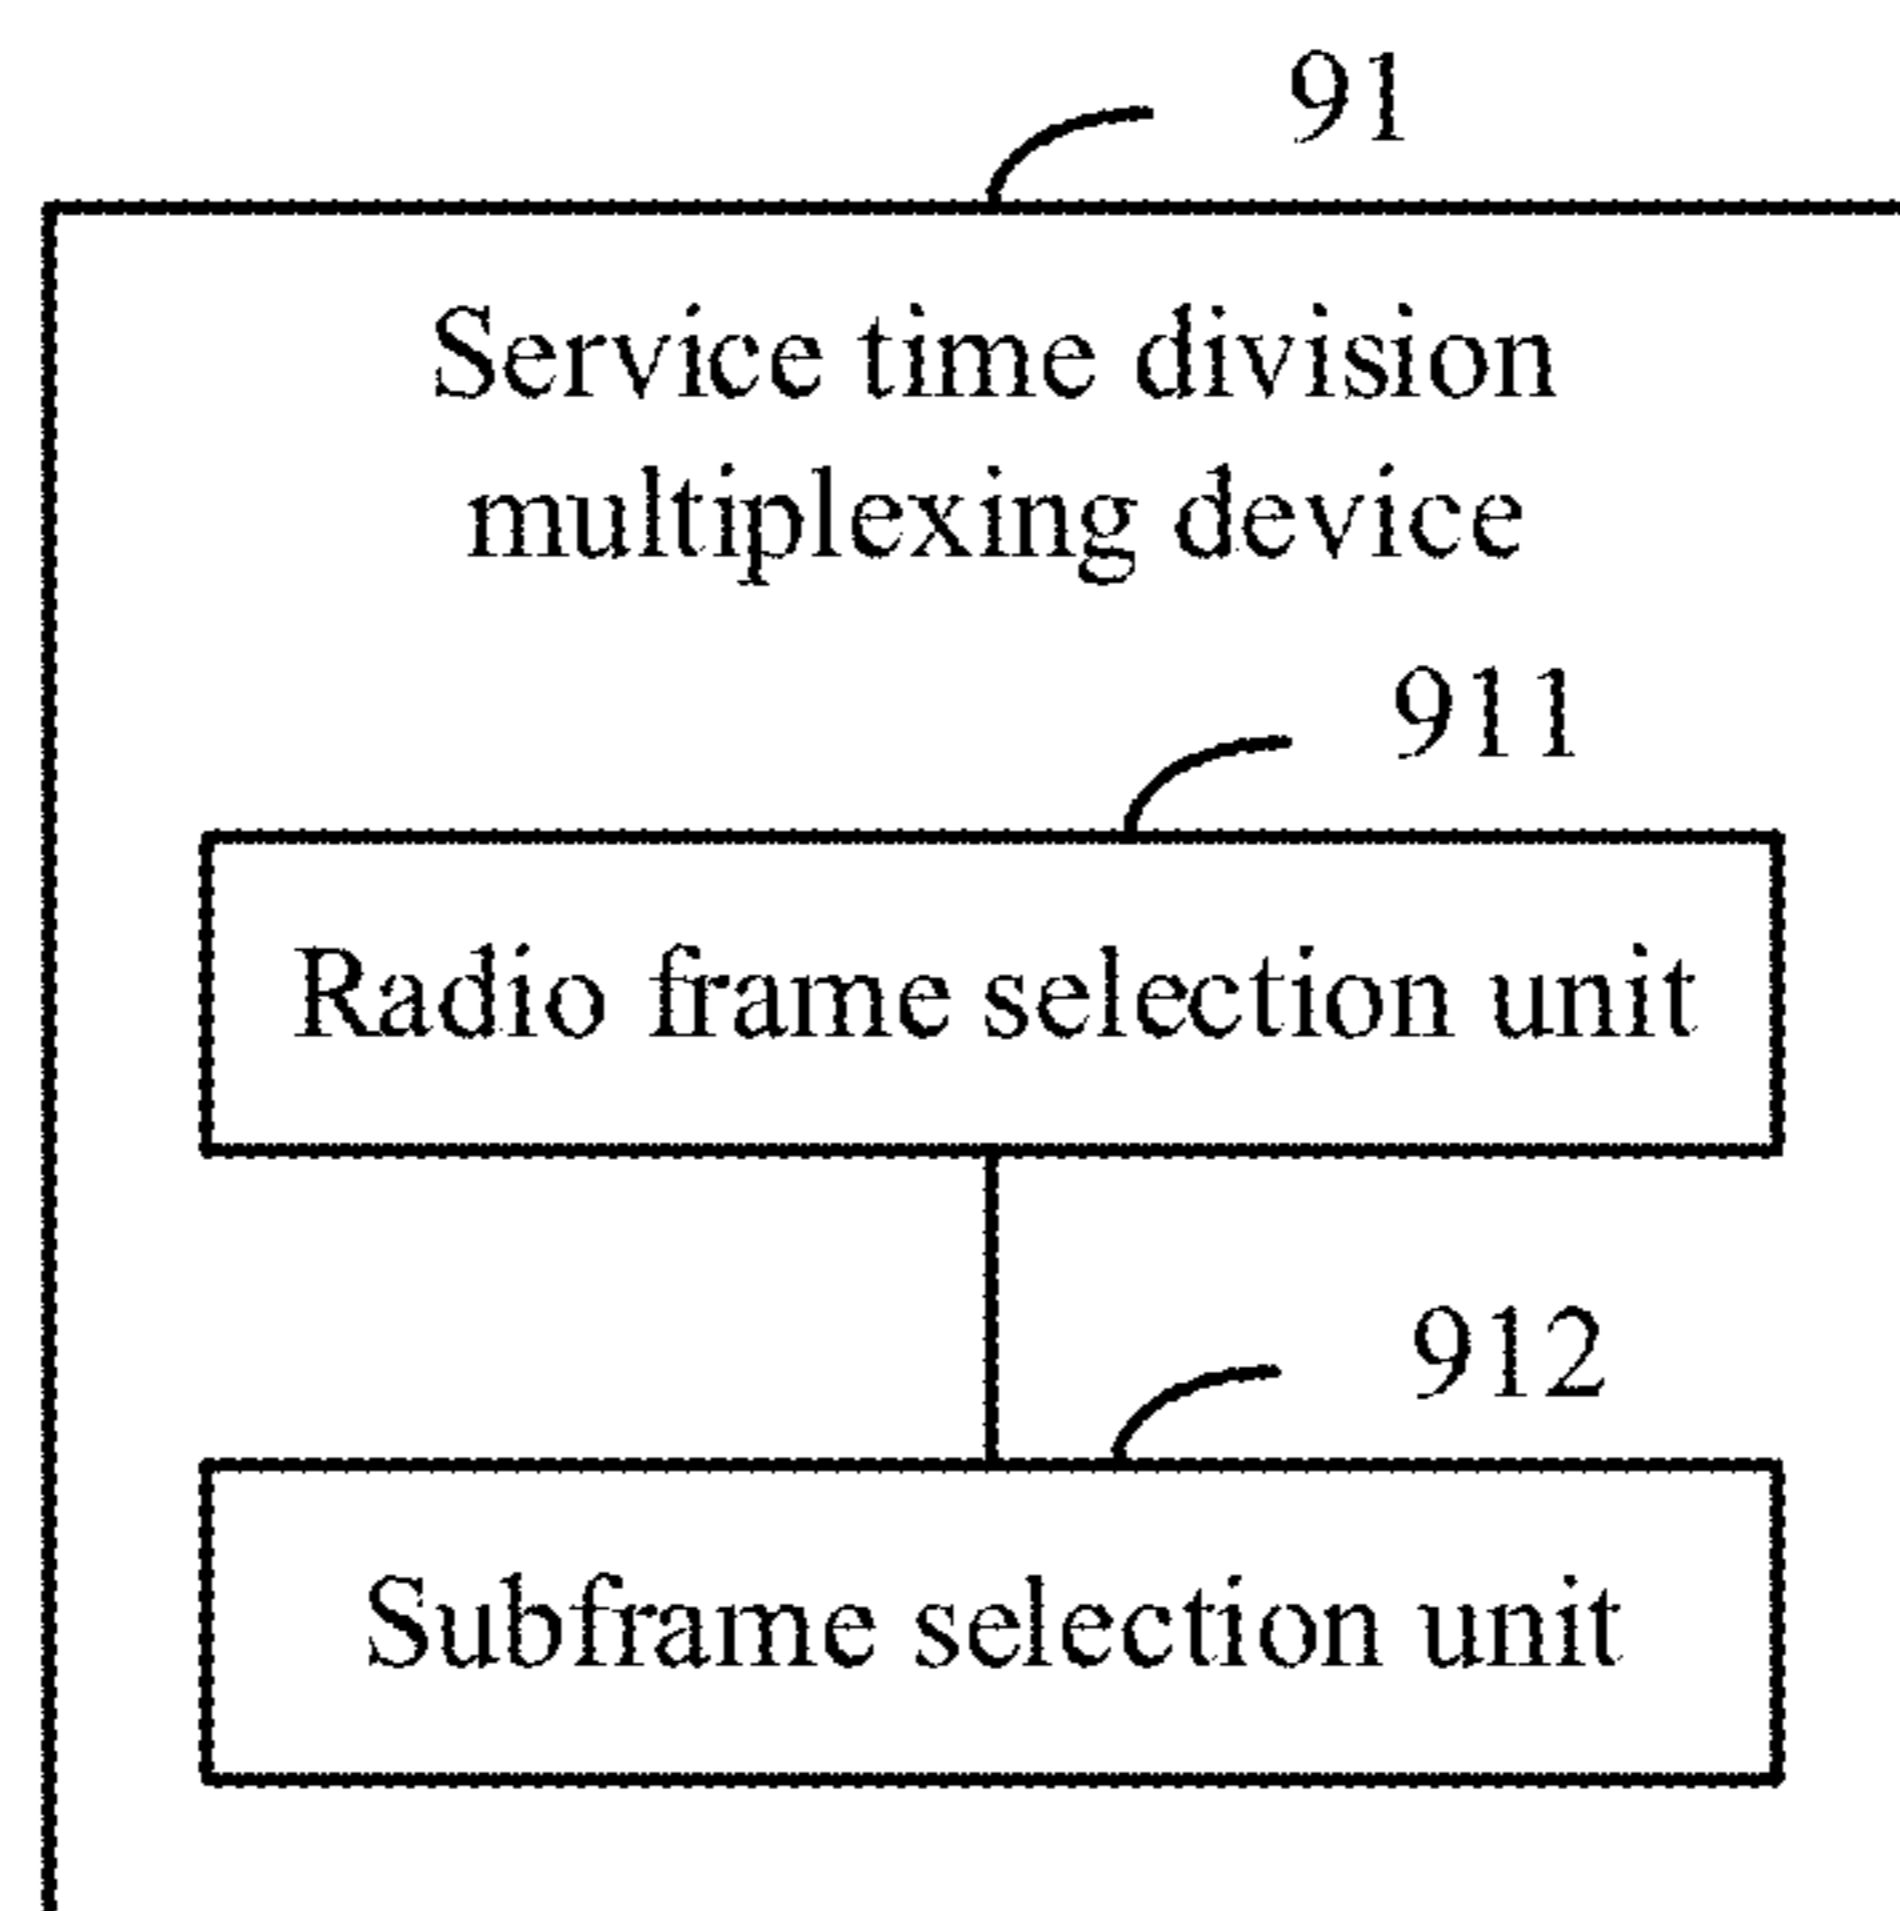 91
Service time division
multiplexing device
911
Radio frame selection unit
912
Subframe selection unit